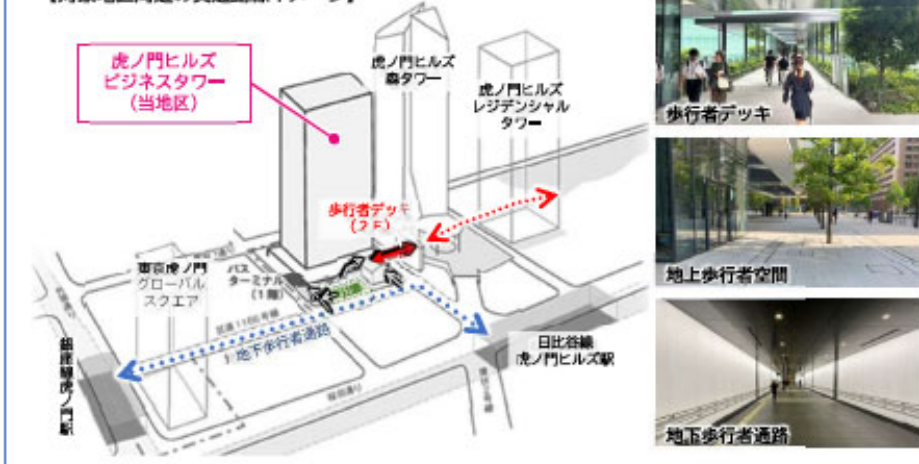 虎ノ門ヒルズ
ビジネスタワー
(当地区)
虎ノ門ヒルズ
森タワー
虎ノ門ヒルズ
レジデンシャル
タワー
歩行者デッキ
(2F)
東京虎ノ門
グローバル
スクエア
バス
ターミナル
(1階)
地下歩行者通路
桜田通り
銀座線虎ノ門駅
日比谷線
虎ノ門ヒルズ駅
歩行者デッキ
地上歩行者空間
地下歩行者通路